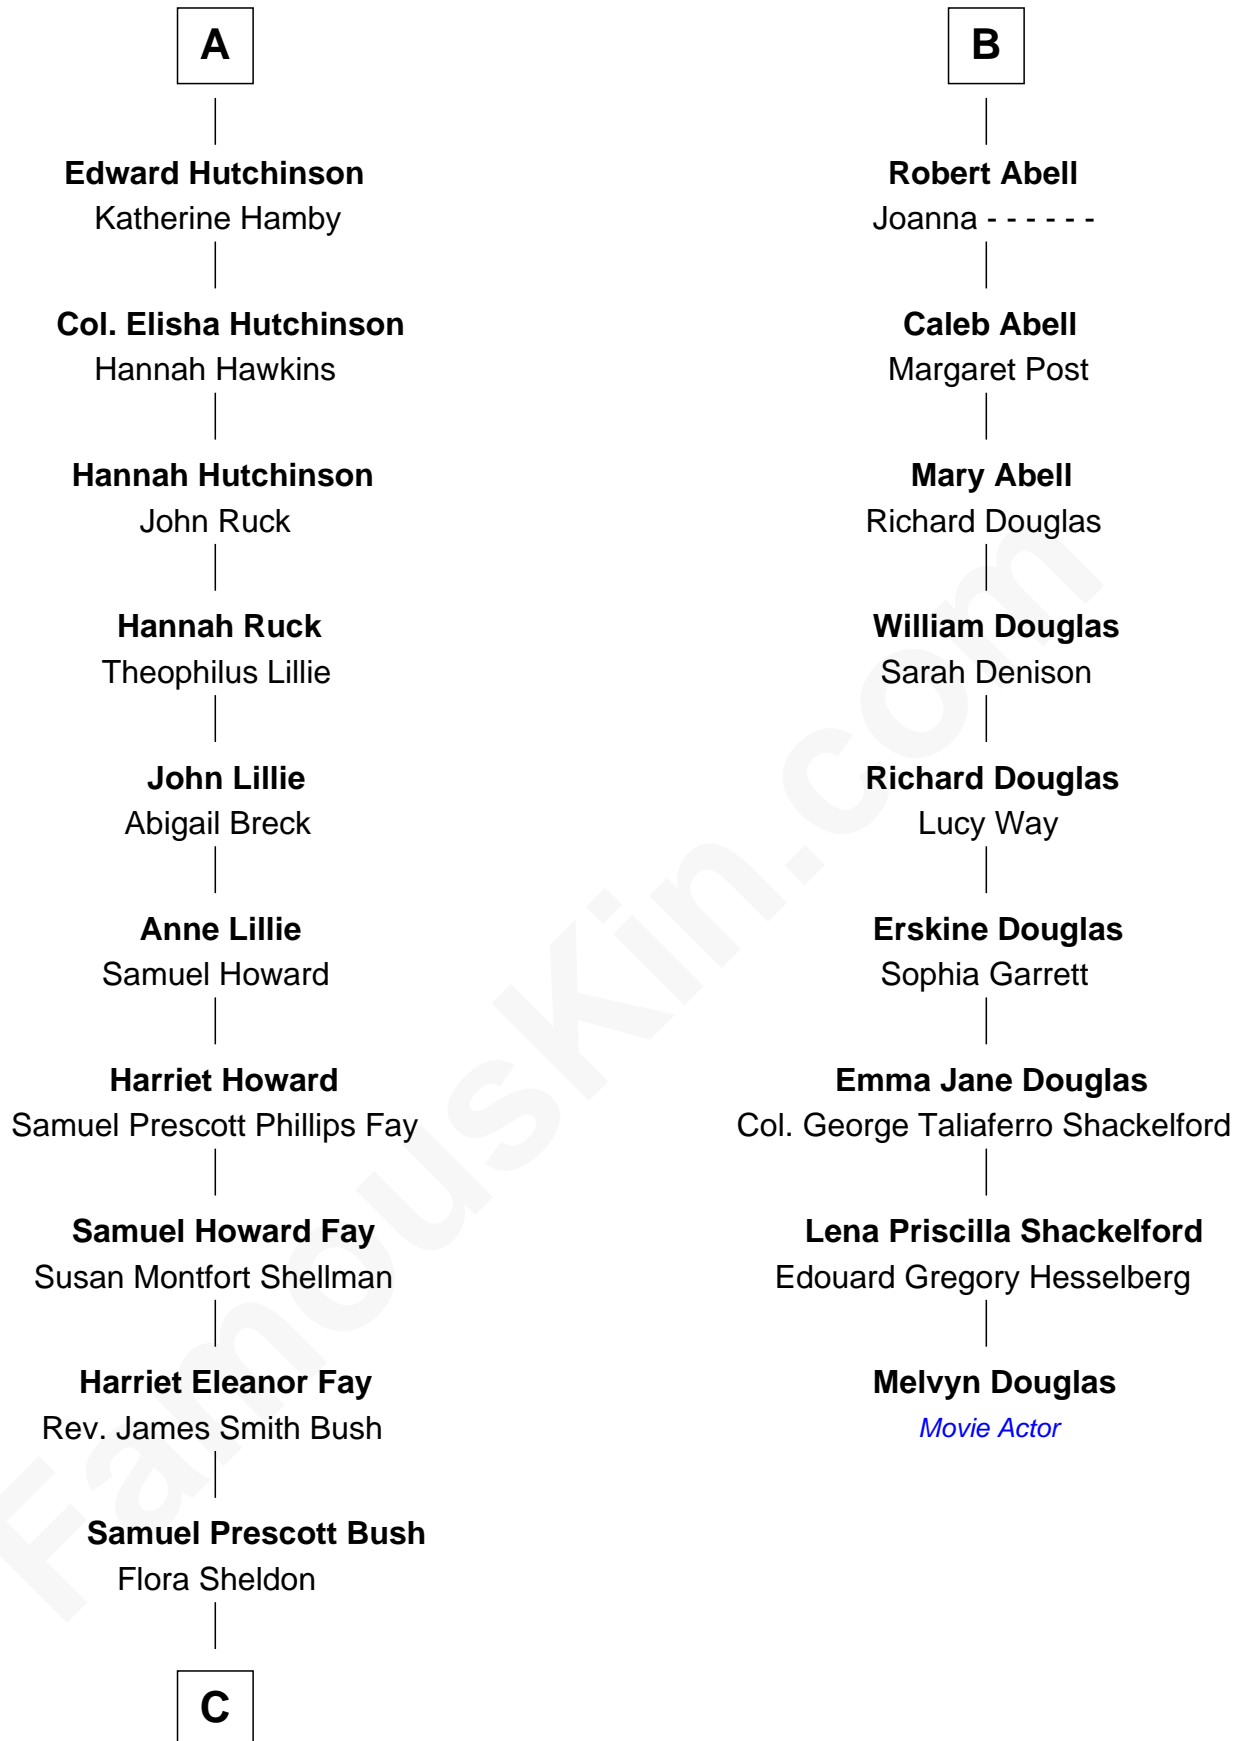 A
Edward Hutchinson
Katherine Hamby
Col. Elisha Hutchinson
Hannah Hawkins
Hannah Hutchinson
John Ruck
Hannah Ruck
Theophilus Lillie
John Lillie
Abigail Breck
Anne Lillie
Samuel Howard
Harriet Howard
Samuel Prescott Phillips Fay
Samuel Howard Fay
Susan Montfort Shellman
Harriet Eleanor Fay
Rev. James Smith Bush
Samuel Prescott Bush
Flora Sheldon
C
B
Robert Abell
Joanna - - - - - -
Caleb Abell
Margaret Post
Mary Abell
Richard Douglas
William Douglas
Sarah Denison
Richard Douglas
Lucy Way
Erskine Douglas
Sophia Garrett
Emma Jane Douglas
Col. George Taliaferro Shackelford
Lena Priscilla Shackelford
Edouard Gregory Hesselberg
Melvyn Douglas
Movie Actor
FamousKin.com